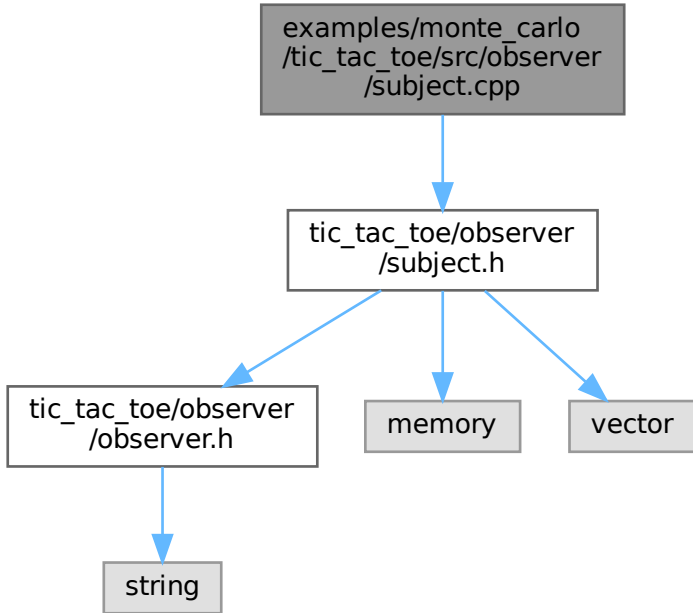 examples/monte_carlo
/tic_tac_toe/src/observer
/subject.cpp
tic_tac_toe/observer
/subject.h
tic_tac_toe/observer
/observer.h
memory
vector
string